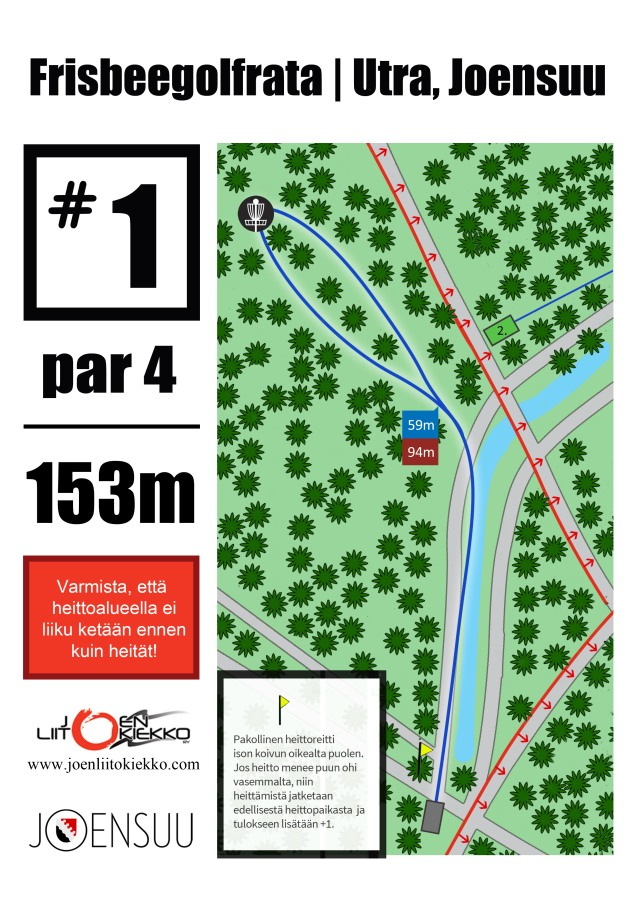 Frisbeegolfrata | Utra, Joensuu
#1
par 4
153m
Varmista, että
heittoalueella ei
liiku ketään ennen
kuin heität!
JOEN
LIITOKIEKKO
RY
www.joenliitokiekko.com
JOENSUU
2.
59m
94m
Pakollinen heittoreitti
ison koivun oikealta puolen.
Jos heitto menee puun ohi
vasemmalta, niin
heittämistä jatketaan
edellisestä heittopaikasta ja
tulokseen lisätään +1.